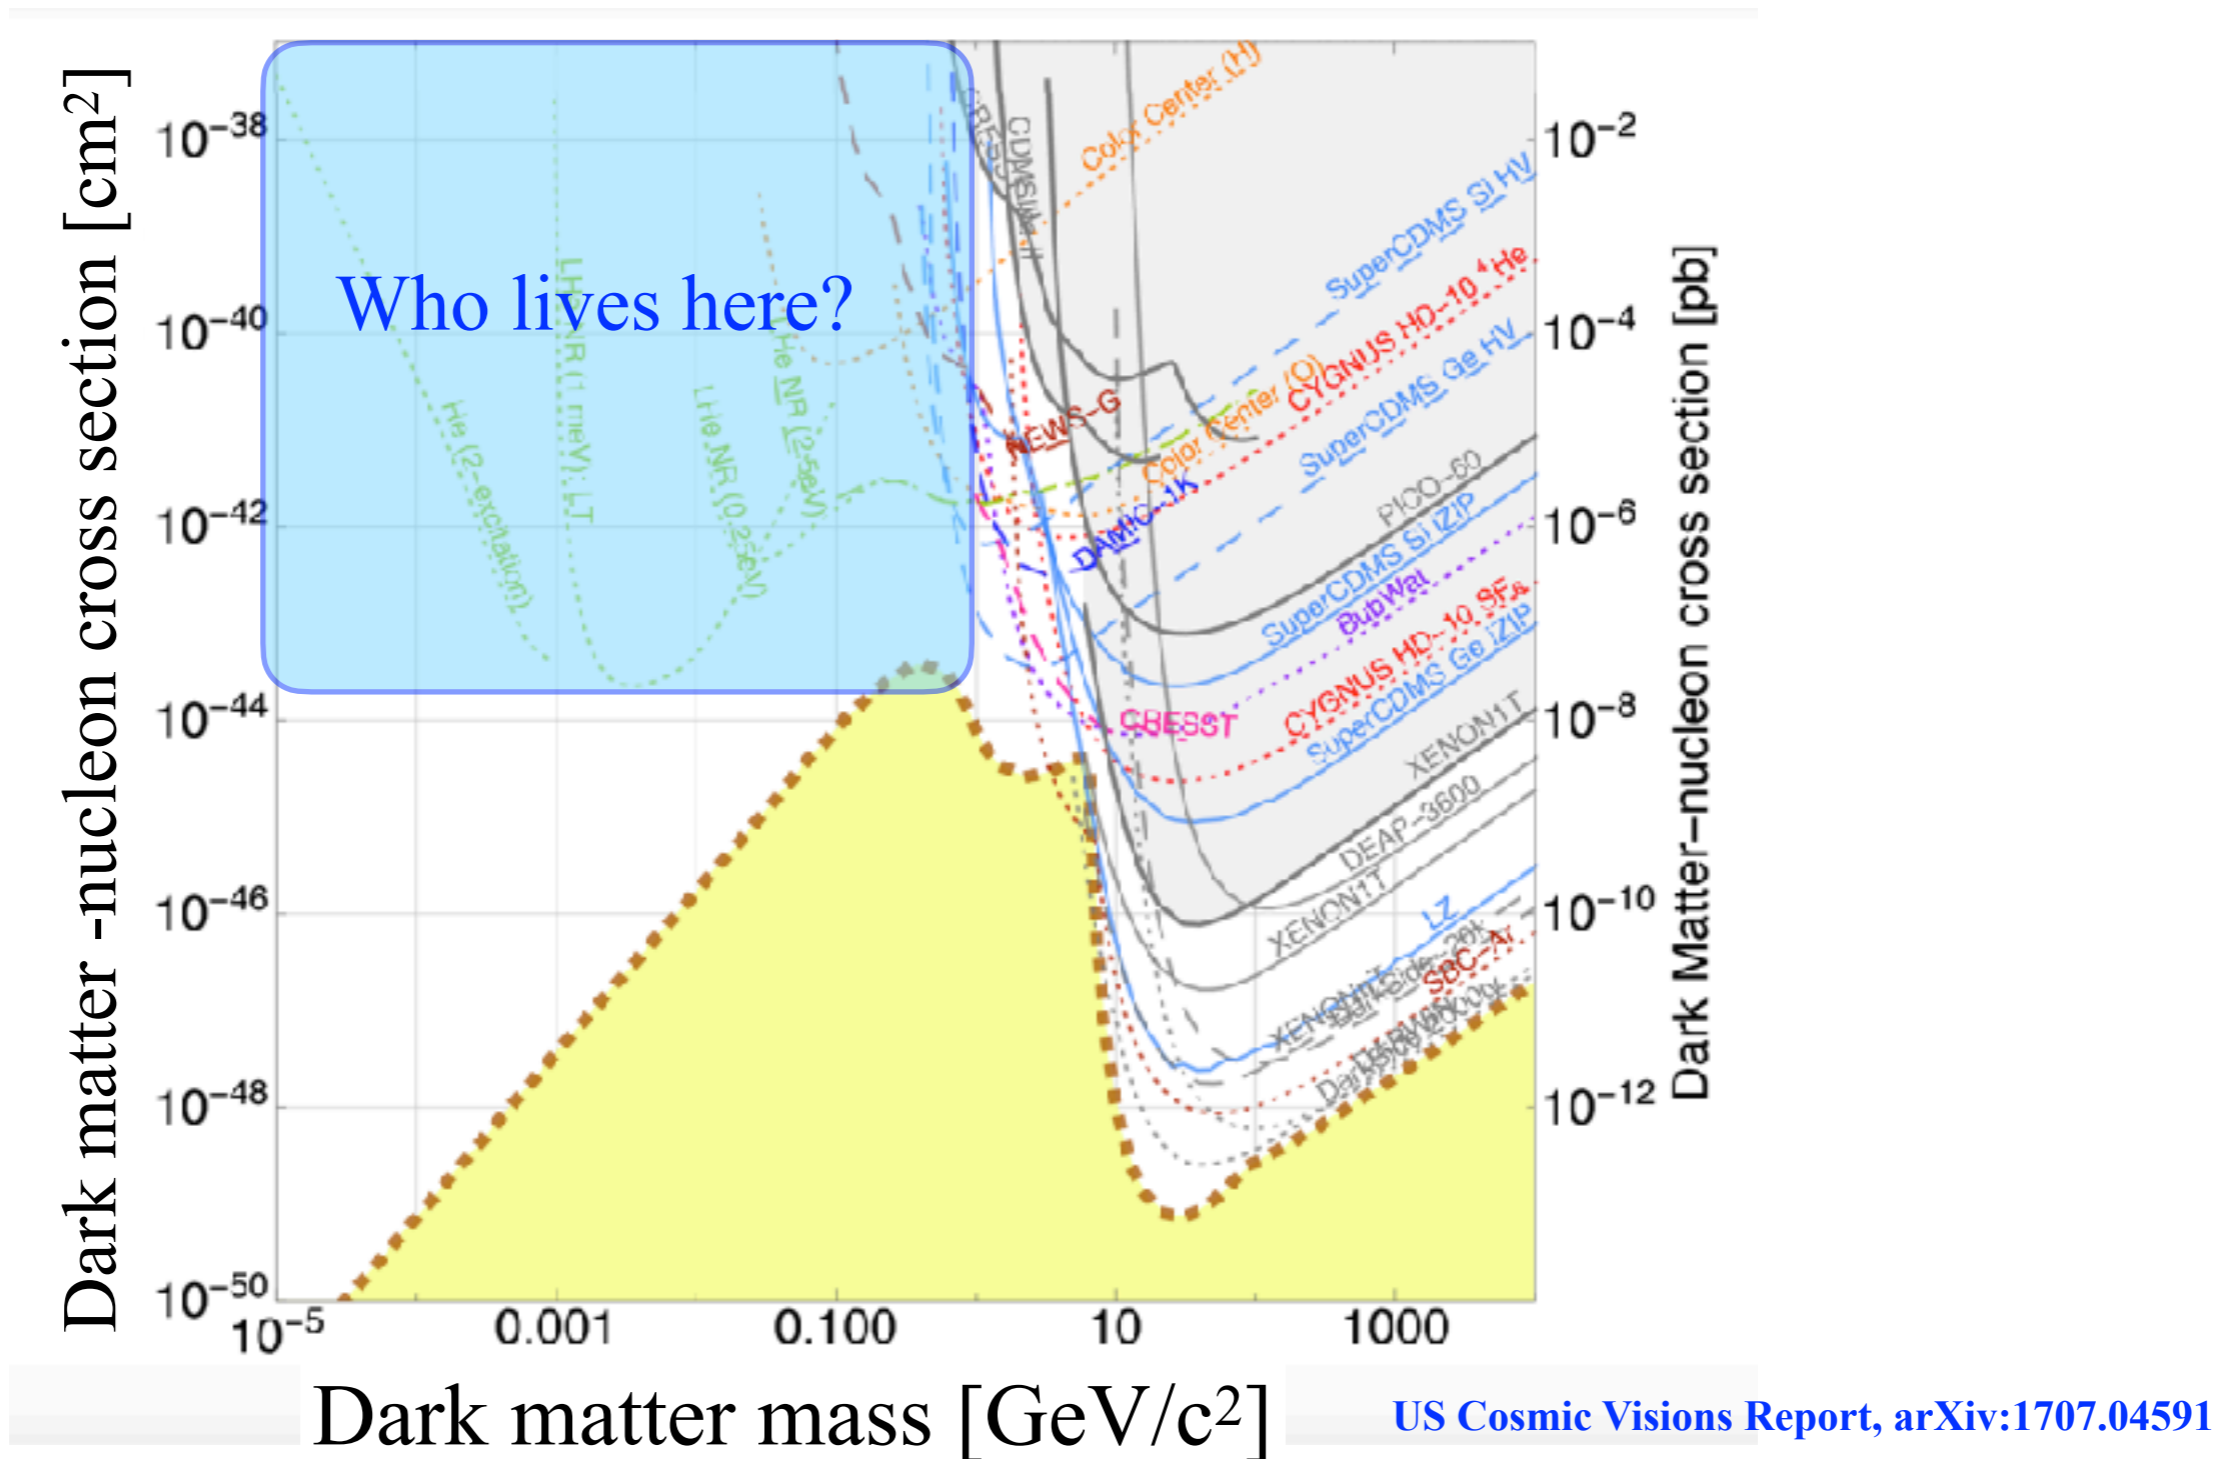 Dark matter -nucleon cross section [cm2]
10−38
10−40
10−42
10−44
10−46
10−48
10−50
Who lives here?
He (2-excitation)
(1 meV): LT
LHe NR (0.25eV)
LHe NR (2.5eV)
Color Center (H)
SuperCDMS Si HV
CYGNUS HD-10 4He
SuperCDMS Ge HV
NEWS-G
Color Center (O)
DAMIC-1K
PICO-60
SuperCDMS Si iZIP
BubWat
CYGNUS HD-10 SF6
SuperCDMS Ge iZIP
CRESST
XENON1T
DEAP-3600
XENON1T
LZ
XENONnT
SBC-Ar
10−2
10−4
10−6
10−8
10−10
10−12
Dark Matter−nucleon cross section [pb]
10−5
0.001
0.100
10
1000
Dark matter mass [GeV/c2]
US Cosmic Visions Report, arXiv:1707.04591